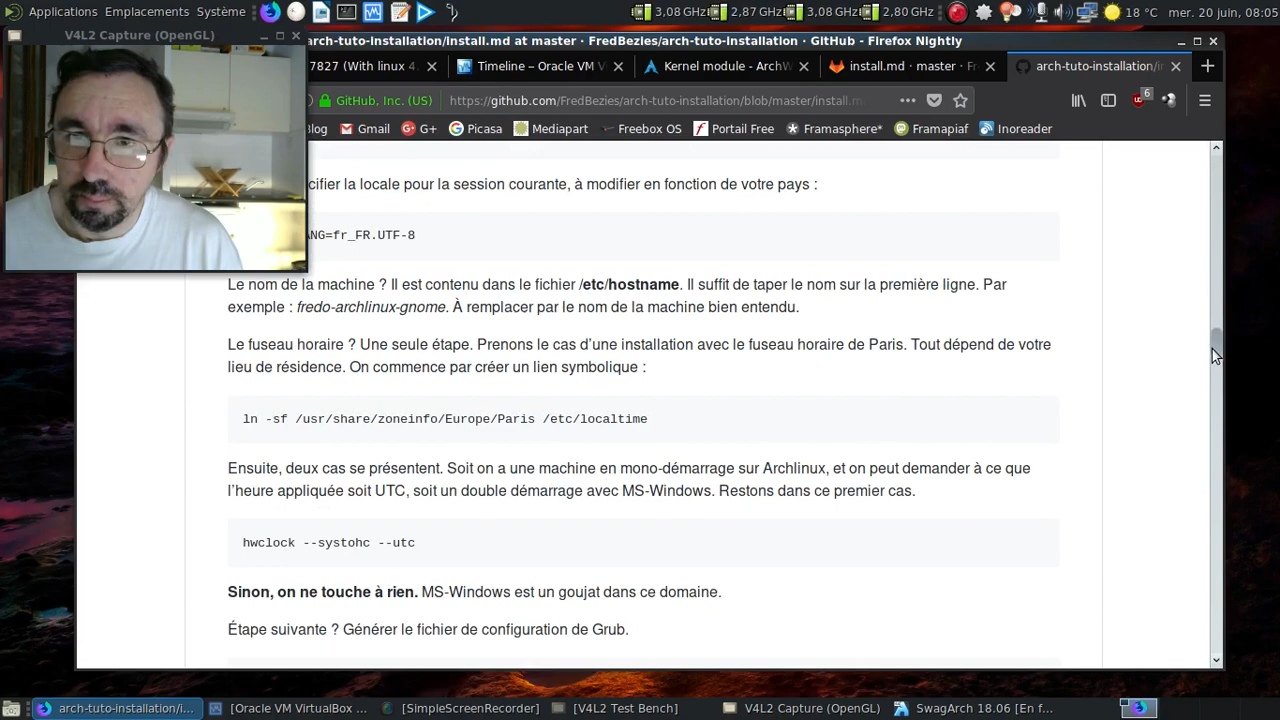 Applications Emplacements Système 3,08 GHz 2,87 GHz 3,08 GHz 2,80 GHz 18 °C mer. 20 juin, 08:05
V4L2 Capture (OpenGL)
arch-tuto-installation/install.md at master · FredBezies/arch-tuto-installation · GitHub - Firefox Nightly
7827 (With linux 4. Timeline – Oracle VM V Kernel module - ArchW install.md · master · Fr arch-tuto-installation/in
GitHub, Inc. (US) https://github.com/FredBezies/arch-tuto-installation/blob/master/install.m 6
Gmail G+ Picasa Mediapart Freebox OS Portail Free Framasphere* Framapiaf Inoreader
cifier la locale pour la session courante, à modifier en fonction de votre pays :
ANG=fr_FR.UTF-8
Le nom de la machine ? Il est contenu dans le fichier /etc/hostname. Il suffit de taper le nom sur la première ligne. Par
exemple : fredo-archlinux-gnome. À remplacer par le nom de la machine bien entendu.
Le fuseau horaire ? Une seule étape. Prenons le cas d’une installation avec le fuseau horaire de Paris. Tout dépend de votre
lieu de résidence. On commence par créer un lien symbolique :
ln -sf /usr/share/zoneinfo/Europe/Paris /etc/localtime
Ensuite, deux cas se présentent. Soit on a une machine en mono-démarrage sur Archlinux, et on peut demander à ce que
l’heure appliquée soit UTC, soit un double démarrage avec MS-Windows. Restons dans ce premier cas.
hwclock --systohc --utc
Sinon, on ne touche à rien. MS-Windows est un goujat dans ce domaine.
Étape suivante ? Générer le fichier de configuration de Grub.
arch-tuto-installation/i... [Oracle VM VirtualBox ... [SimpleScreenRecorder] [V4L2 Test Bench] V4L2 Capture (OpenGL) SwagArch 18.06 [En f...